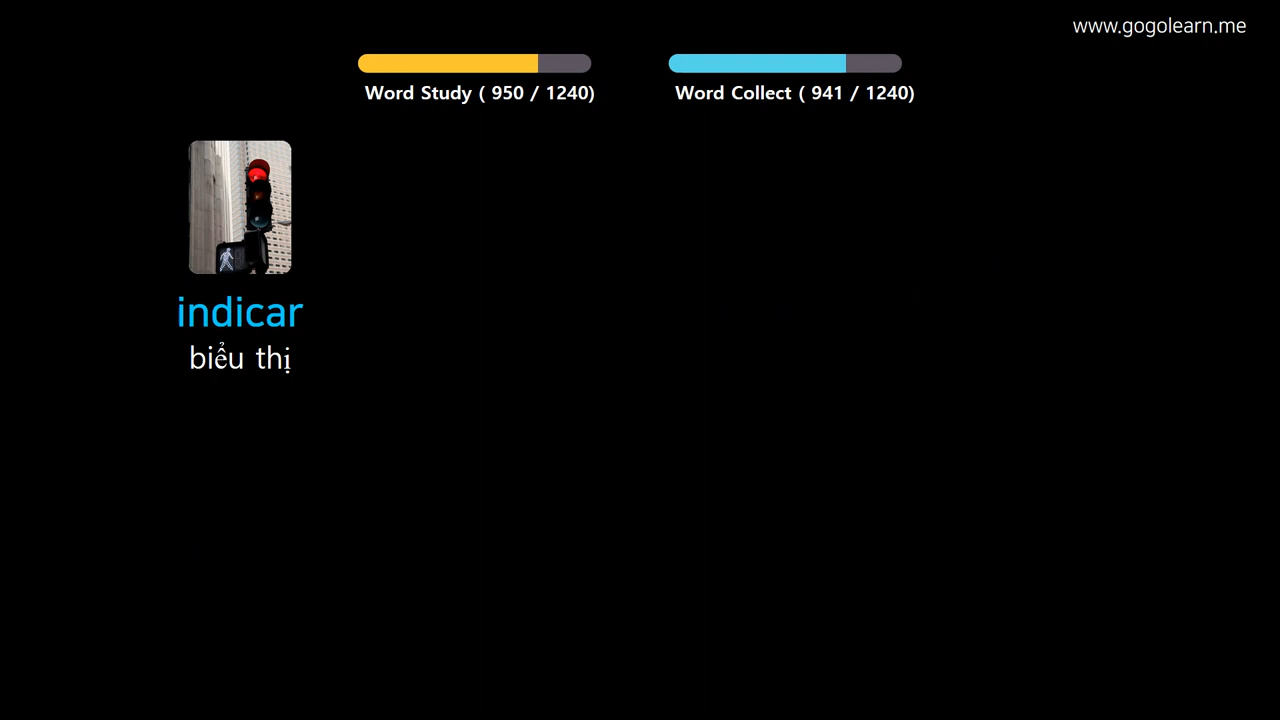 www.gogolearn.me
Word Study ( 950 / 1240)
Word Collect ( 941 / 1240)
indicar
biểu thị